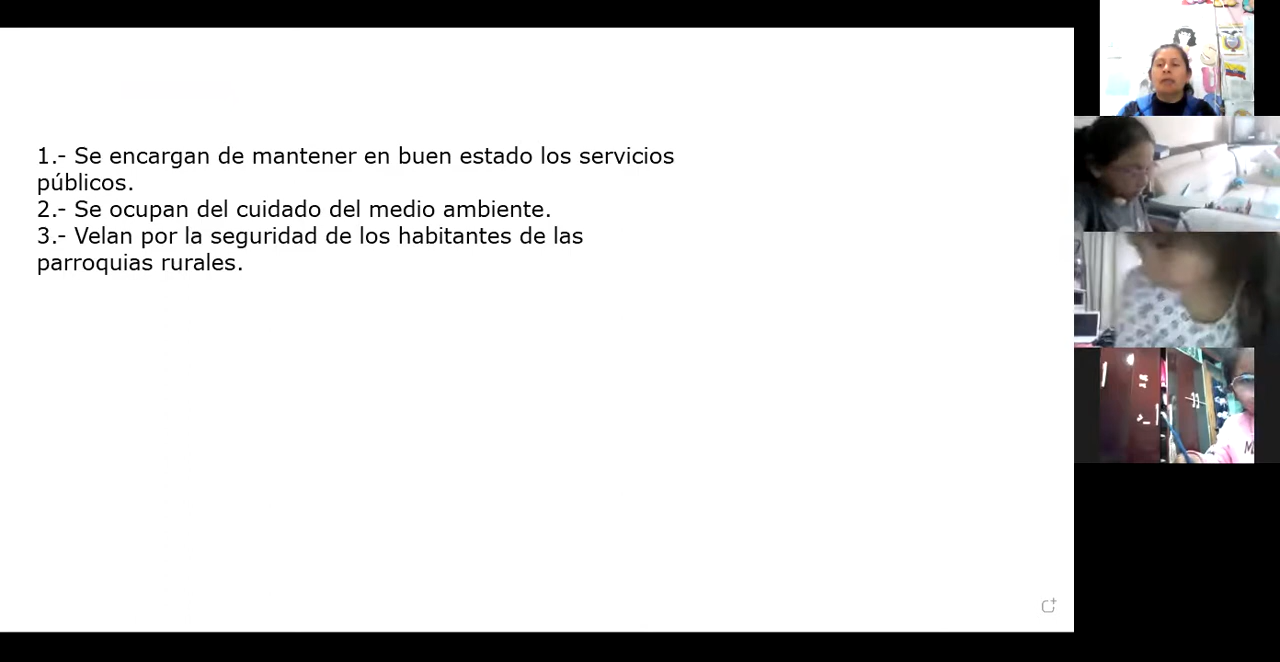 1.- Se encargan de mantener en buen estado los servicios
públicos.
2.- Se ocupan del cuidado del medio ambiente.
3.- Velan por la seguridad de los habitantes de las
parroquias rurales.